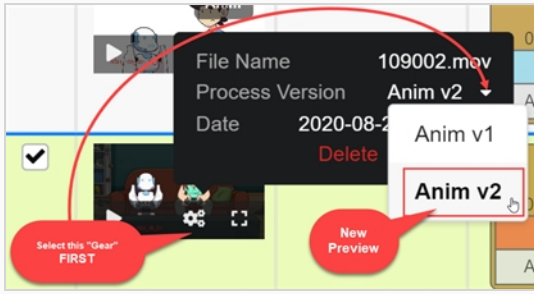 File Name 109002.mov
Process Version Anim v2
Date 2020-08-2
Delete
Anim v1
Anim v2
Select this "Gear"
FIRST
New
Preview